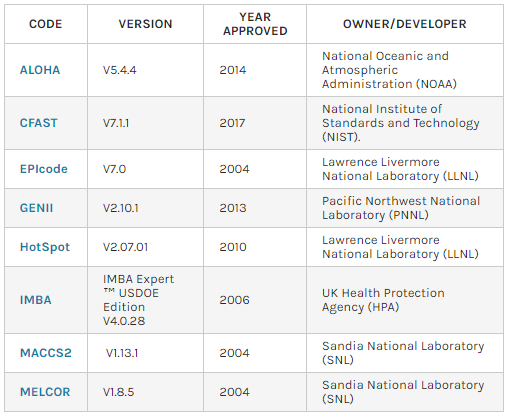 CODE VERSION YEAR APPROVED OWNER/DEVELOPER
ALOHA V5.4.4 2014 National Oceanic and
Atmospheric
Administration (NOAA)
CFAST V7.1.1 2017 National Institute of
Standards and Technology
(NIST).
EPIcode V7.0 2004 Lawrence Livermore
National Laboratory (LLNL)
GENII V2.10.1 2013 Pacific Northwest National
Laboratory (PNNL)
HotSpot V2.07.01 2010 Lawrence Livermore
National Laboratory (LLNL)
IMBA IMBA Expert
™ USDOE
Edition
V4.0.28 2006 UK Health Protection
Agency (HPA)
MACCS2 V1.13.1 2004 Sandia National Laboratory
(SNL)
MELCOR V1.8.5 2004 Sandia National Laboratory
(SNL)